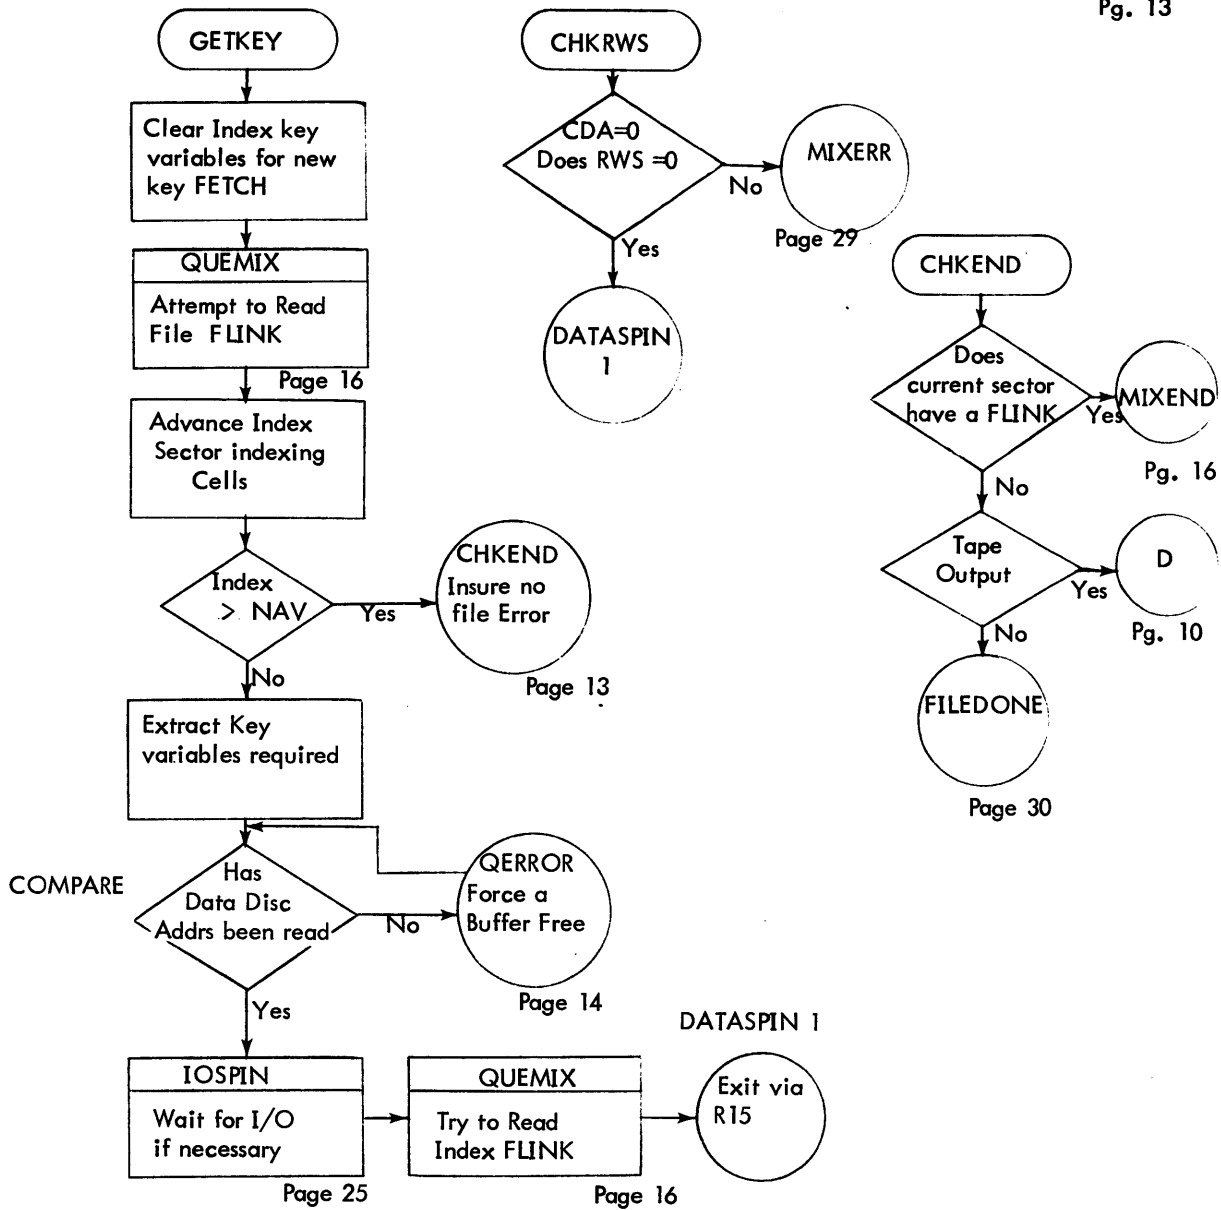 Pg. 13
GETKEY
Clear Index key
variables for new
key FETCH
QUEMIX
Attempt to Read
File FLINK
Page 16
Advance Index
Sector indexing
Cells
Index
> NAV
Yes
CHKEND
Insure no
file Error
Page 13
No
Extract Key
variables required
COMPARE
Has
Data Disc
Addrs been read
No
QERROR
Force a
Buffer Free
Page 14
Yes
IOSPIN
Wait for I/O
if necessary
Page 25
QUEMIX
Try to Read
Index FLINK
Page 16
DATASPIN 1
Exit via
R15
CHKRWS
CDA=0
Does RWS =0
No
MIXERR
Page 29
Yes
DATASPIN
1
CHKEND
Does
current sector
have a FLINK
Yes
MIXEND
Pg. 16
No
Tape
Output
Yes
D
Pg. 10
No
FILEDONE
Page 30